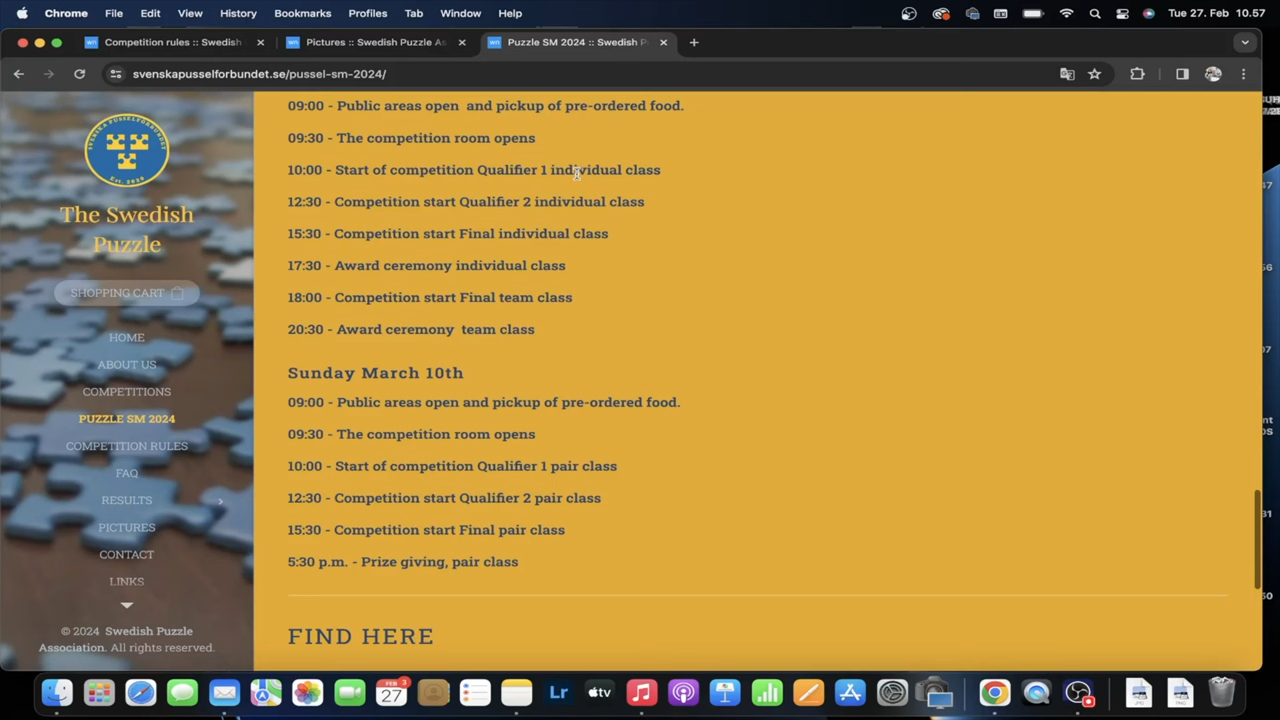 Chrome File Edit View History Bookmarks Profiles Tab Window Help Tue 27. Feb 10.57
Competition rules :: Swedish
Pictures :: Swedish Puzzle As
Puzzle SM 2024 :: Swedish P
svenskapusselforbundet.se/pussel-sm-2024/
SVENSKA PUSSELFÖRBUNDET
The Swedish
Puzzle
SHOPPING CART
HOME
ABOUT US
COMPETITIONS
PUZZLE SM 2024
COMPETITION RULES
FAQ
RESULTS
PICTURES
CONTACT
LINKS
© 2024 Swedish Puzzle
Association. All rights reserved.
09:00 - Public areas open and pickup of pre-ordered food.
09:30 - The competition room opens
10:00 - Start of competition Qualifier 1 individual class
12:30 - Competition start Qualifier 2 individual class
15:30 - Competition start Final individual class
17:30 - Award ceremony individual class
18:00 - Competition start Final team class
20:30 - Award ceremony team class
Sunday March 10th
09:00 - Public areas open and pickup of pre-ordered food.
09:30 - The competition room opens
10:00 - Start of competition Qualifier 1 pair class
12:30 - Competition start Qualifier 2 pair class
15:30 - Competition start Final pair class
5:30 p.m. - Prize giving, pair class
FIND HERE
FEB
3
27
Lr
tv